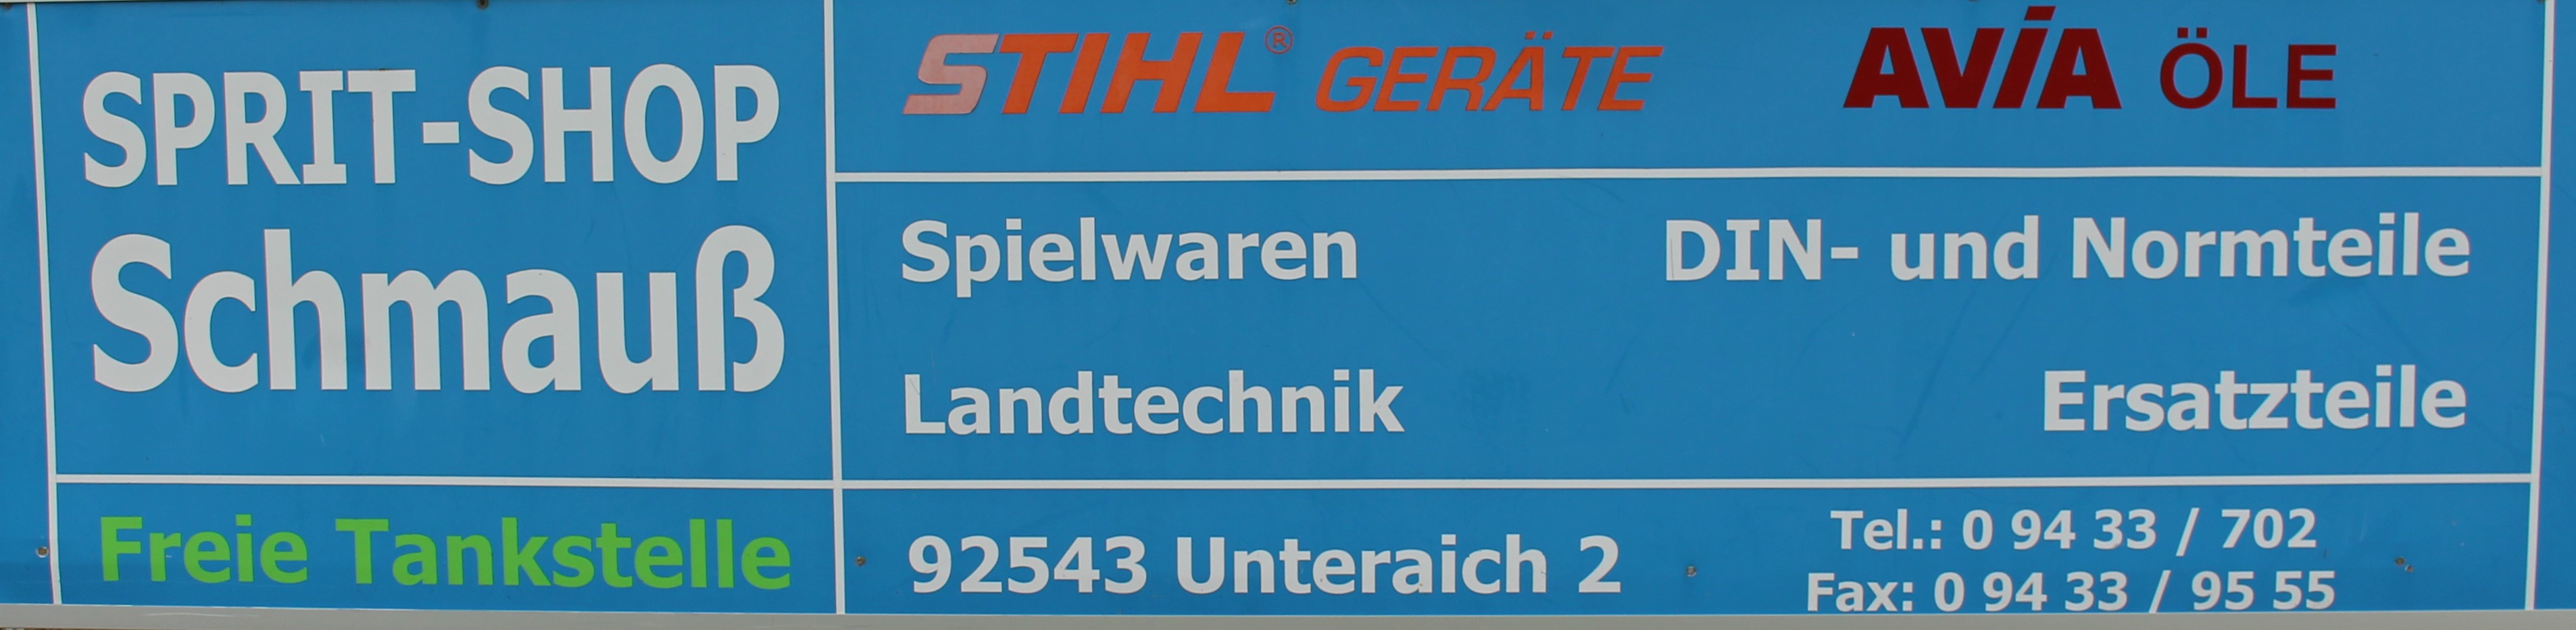 SPRIT-SHOP
Schmauß
Freie Tankstelle
STIHL® GERÄTE
AViA ÖLE
Spielwaren
DIN- und Normteile
Landtechnik
Ersatzteile
92543 Unteraich 2
Tel.: 0 94 33 / 702
Fax: 0 94 33 / 95 55